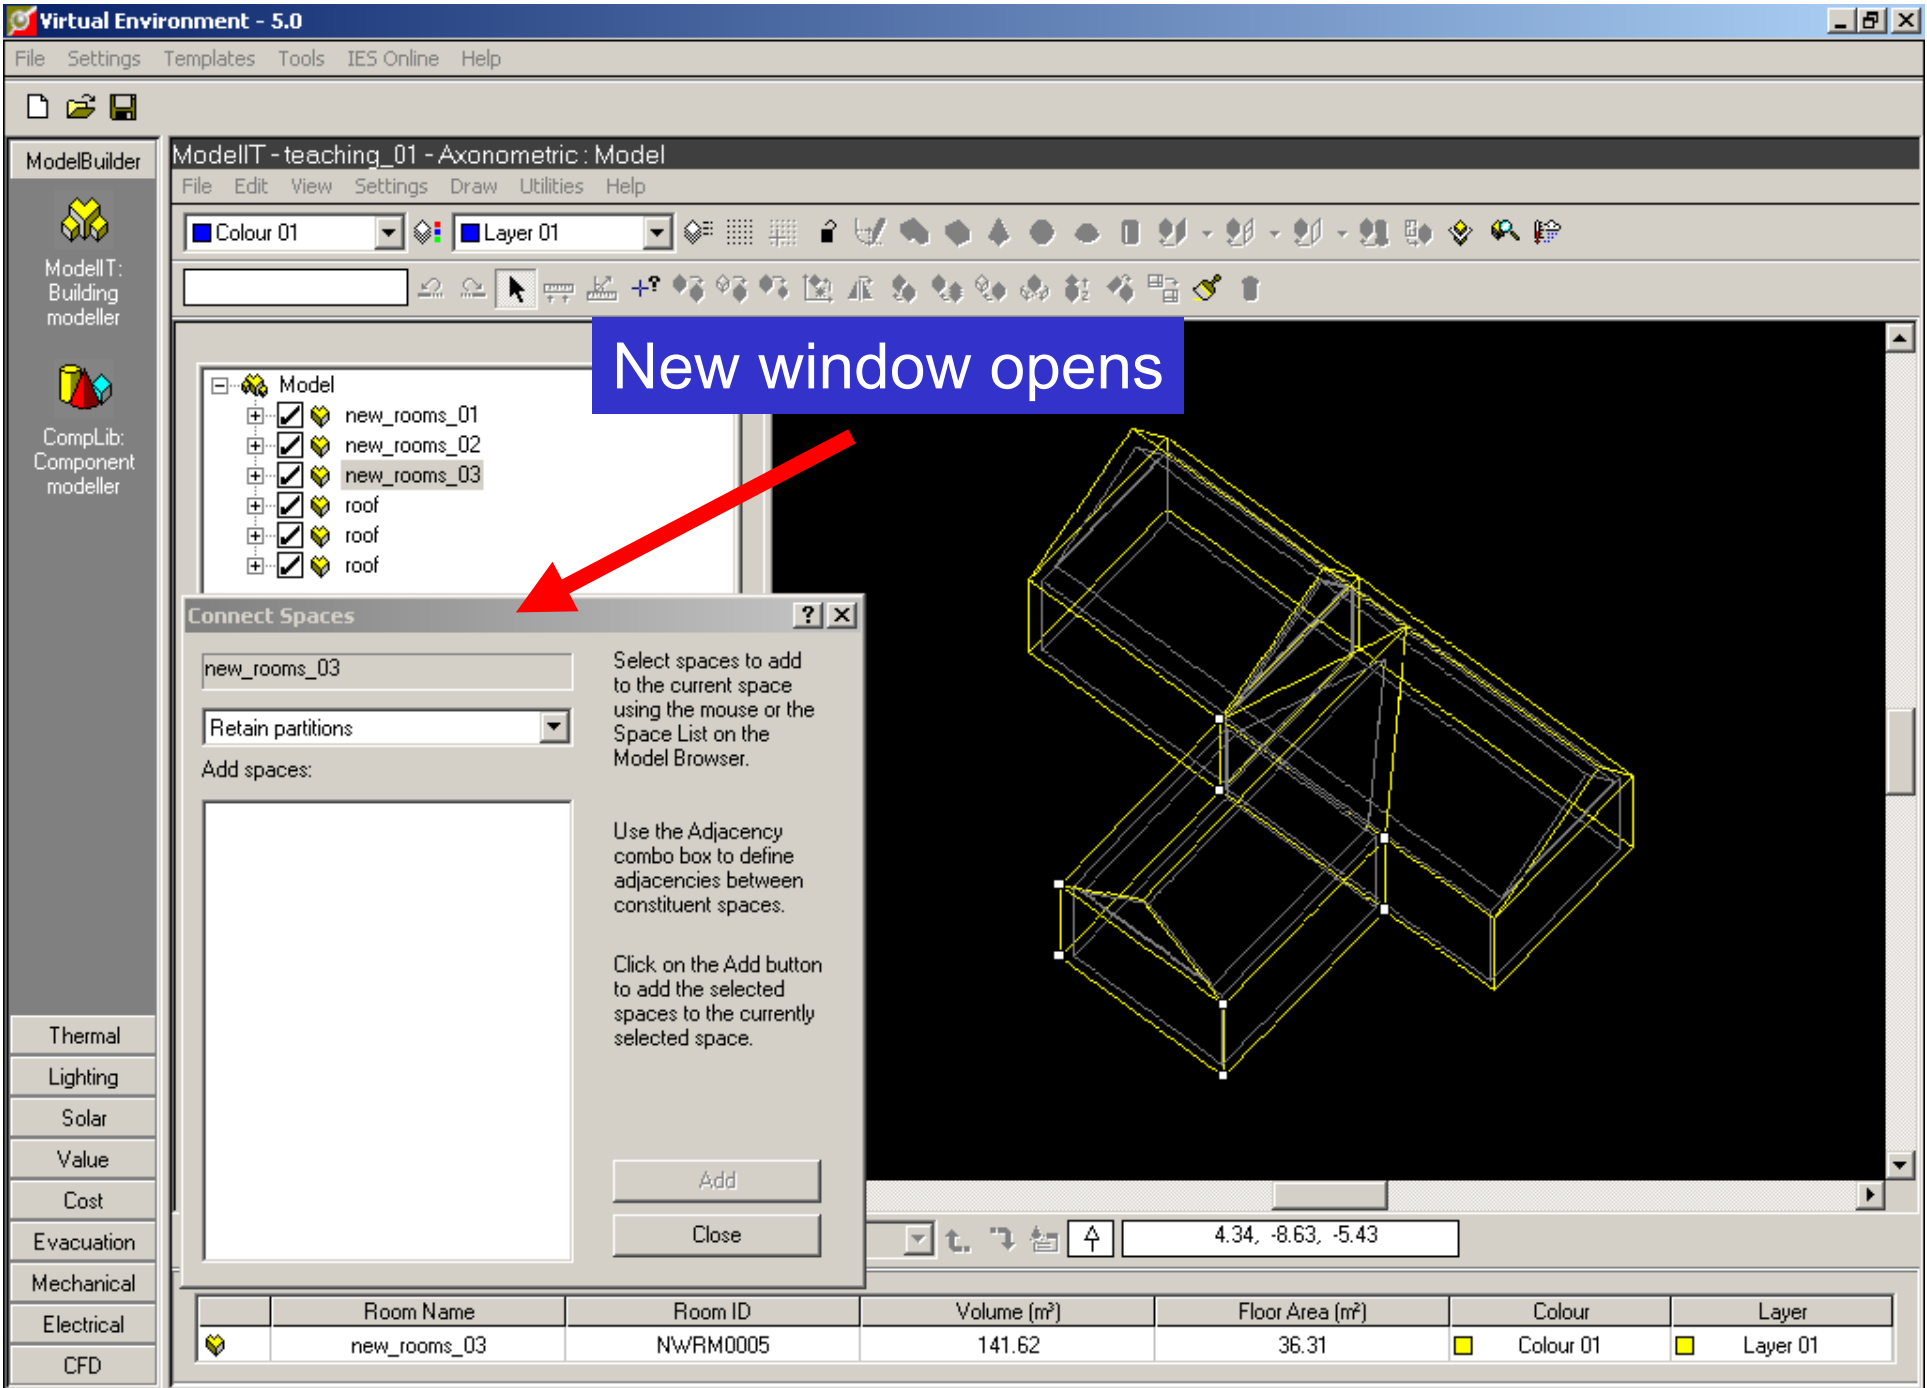 Virtual Environment - 5.0
File Settings Templates Tools IES Online Help
ModelBuilder
ModelIT:
Building
modeller
CompLib:
Component
modeller
Thermal
Lighting
Solar
Value
Cost
Evacuation
Mechanical
Electrical
CFD
ModelIT - teaching_01 - Axonometric : Model
File Edit View Settings Draw Utilities Help
Colour 01
Layer 01
New window opens
Model
new_rooms_01
new_rooms_02
new_rooms_03
roof
roof
roof
Connect Spaces
new_rooms_03
Retain partitions
Add spaces:
Select spaces to add
to the current space
using the mouse or the
Space List on the
Model Browser.
Use the Adjacency
combo box to define
adjacencies between
constituent spaces.
Click on the Add button
to add the selected
spaces to the currently
selected space.
Add
Close
4.34, -8.63, -5.43
Room Name Room ID Volume (m³) Floor Area (m²) Colour Layer
new_rooms_03 NWRM0005 141.62 36.31 Colour 01 Layer 01